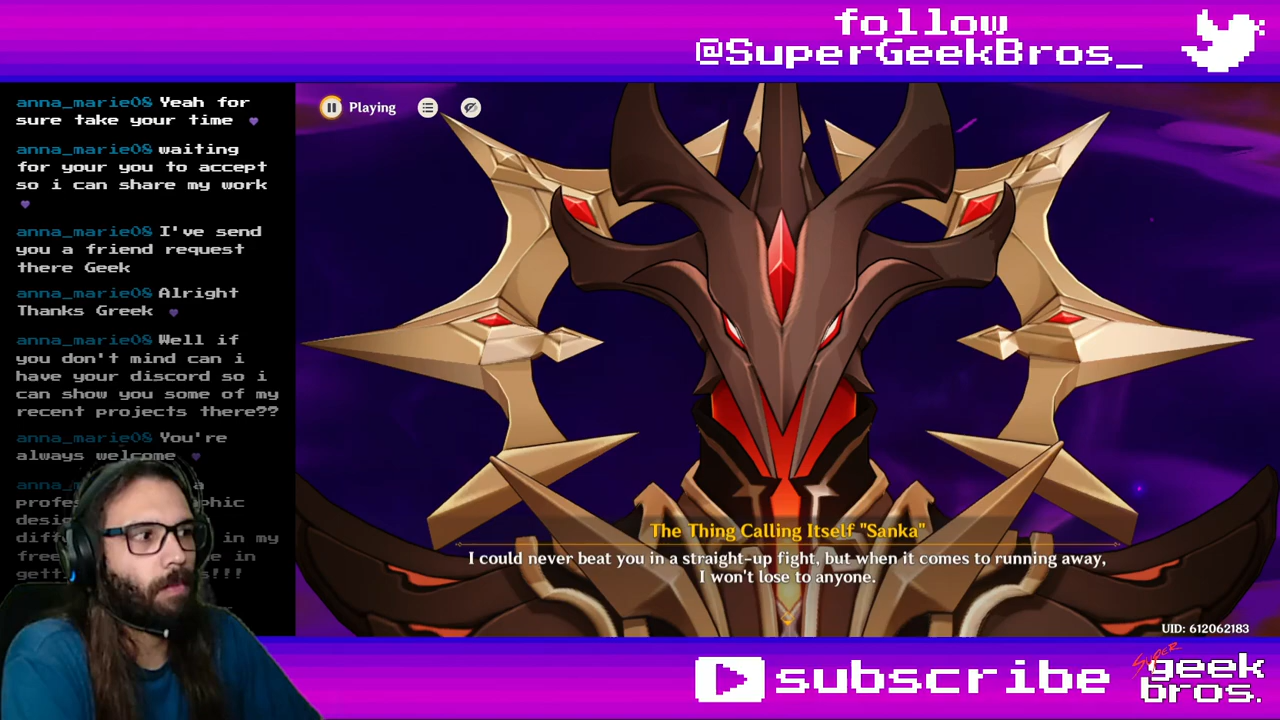 follow
@SuperGeekBros_
anna_marie08 Yeah for
sure take your time
anna_marie08 waiting
for your you to accept
so i can share my work
anna_marie08 I've send
you a friend request
there Geek
anna_marie08 Alright
Thanks Greek
anna_marie08 Well if
you don't mind can i
have your discord so i
can show you some of my
recent projects there??
anna_marie08 You're
always welcome
in my
in
Playing
The Thing Calling Itself "Sanka"
I could never beat you in a straight-up fight, but when it comes to running away,
I won't lose to anyone.
UID: 612062183
subscribe
SUPER
geek
bros.